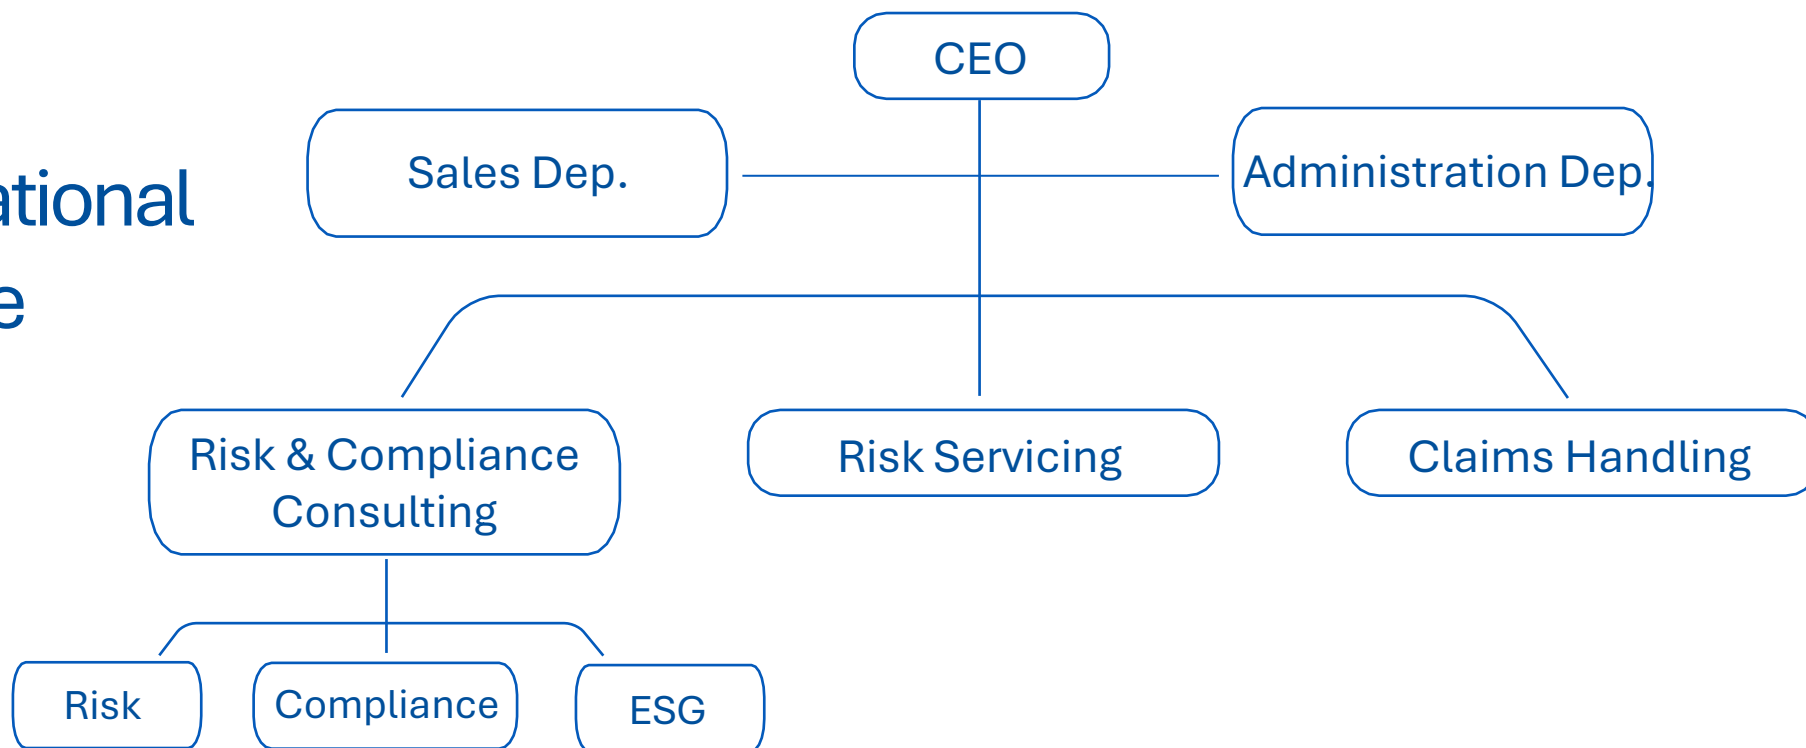 CEO
Sales Dep.
Administration Dep.
ational
e
Risk & Compliance
Consulting
Risk Servicing
Claims Handling
Risk
Compliance
ESG